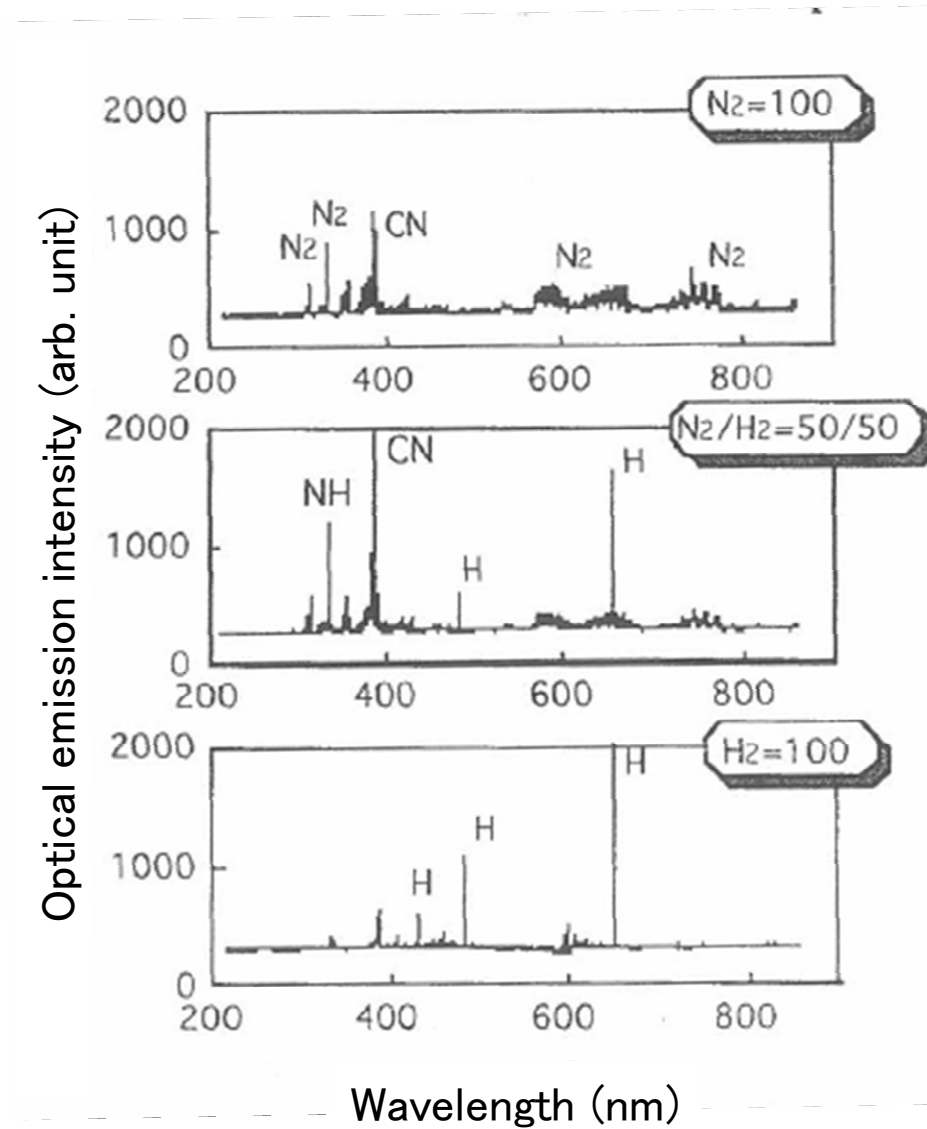 Optical emission intensity (arb. unit)
N2=100
2000
1000
0
N2
N2
CN
N2
N2
200
400
600
800
N2/H2=50/50
2000
1000
0
NH
CN
H
H
200
400
600
800
H2=100
2000
1000
0
H
H
H
200
400
600
800
Wavelength (nm)